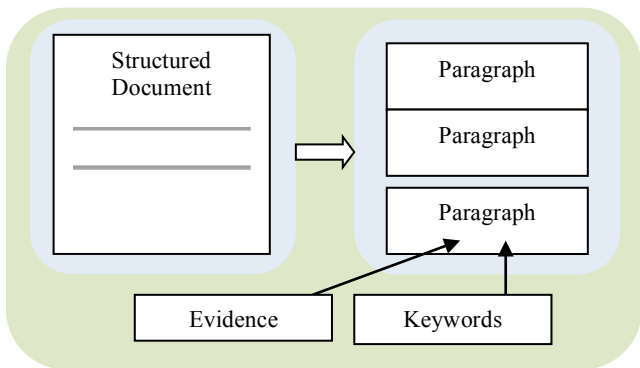 Structured
Document
Paragraph
Paragraph
Paragraph
Evidence
Keywords